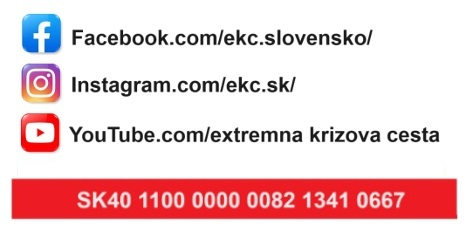 Facebook.com/ekc.slovensko/
Instagram.com/ekc.sk/
YouTube.com/extremna krizova cesta
SK40 1100 0000 0082 1341 0667